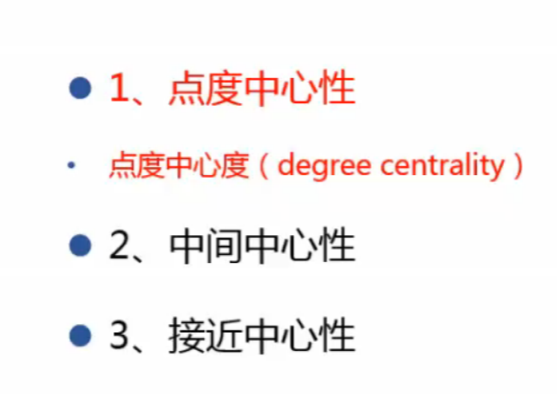 1、点度中心性
点度中心度（degree centrality）
2、中间中心性
3、接近中心性